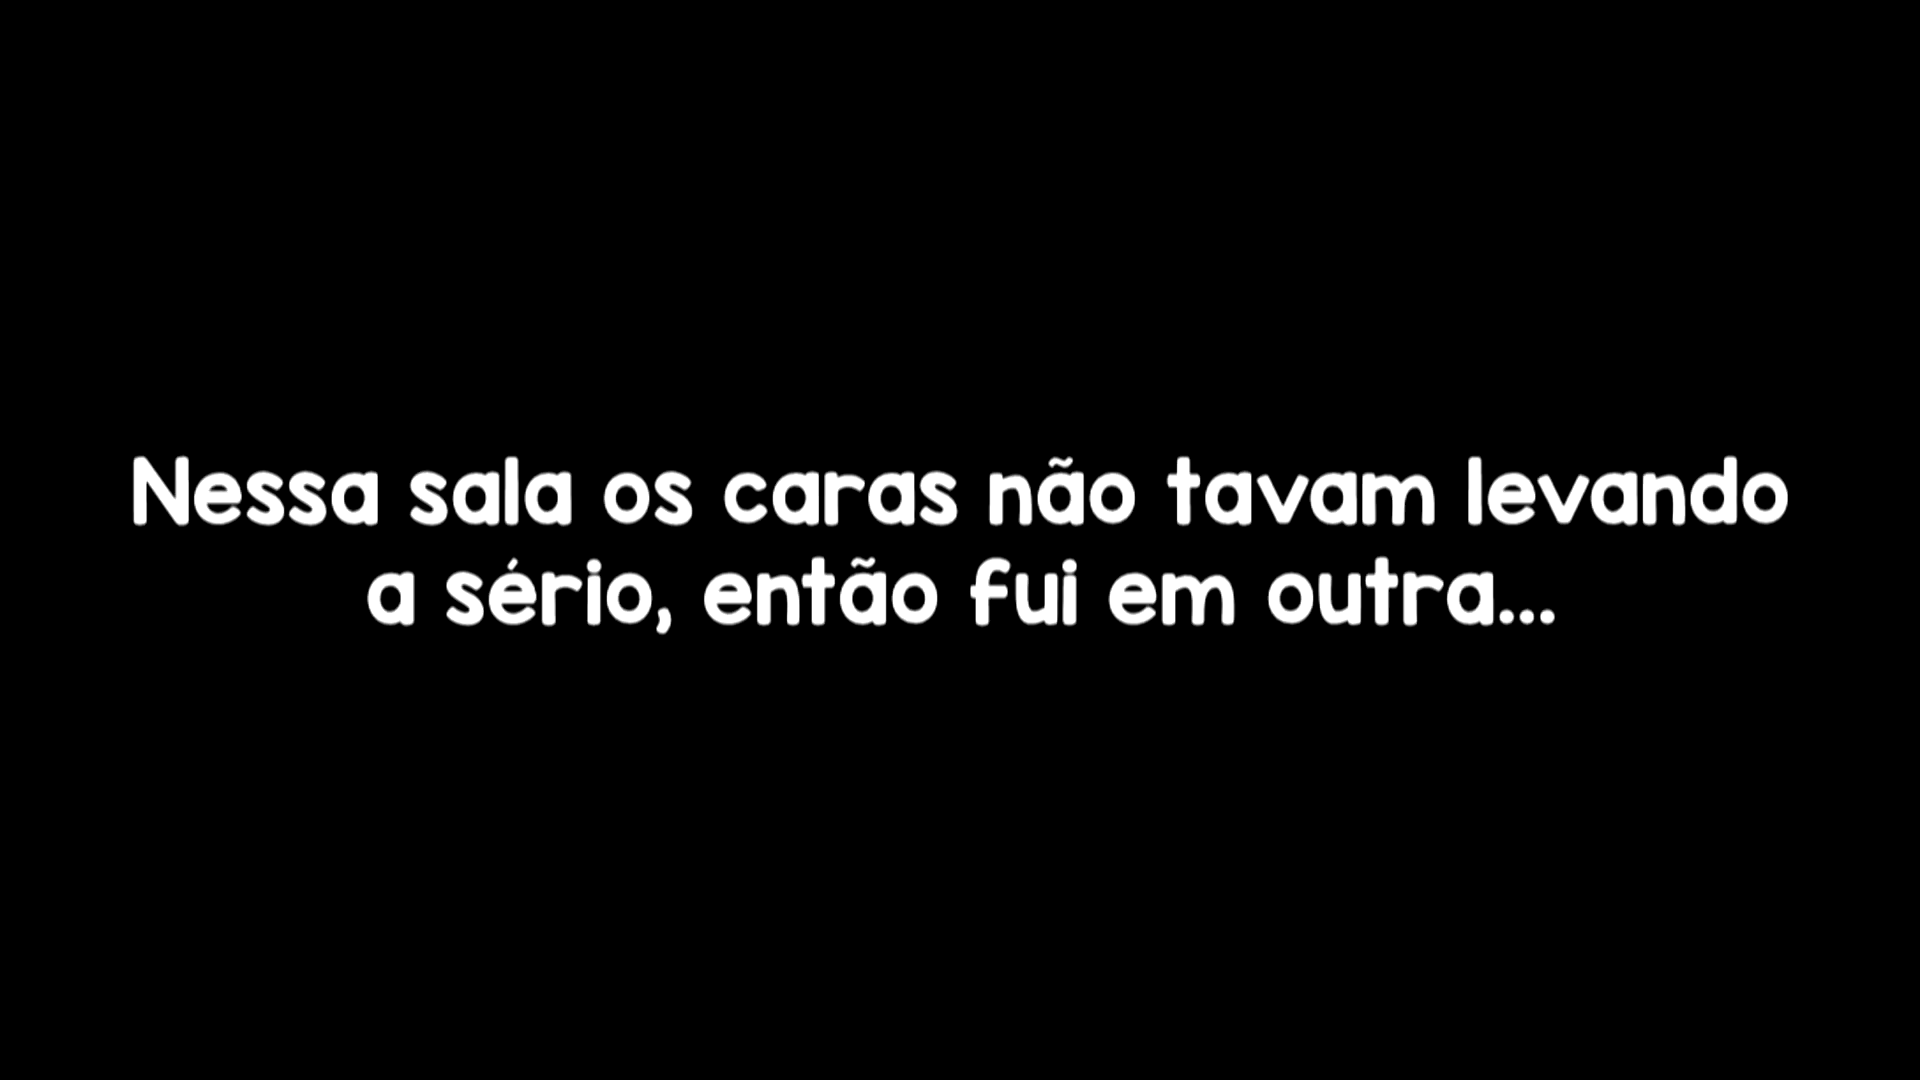 Nessa sala os caras não tavam levando
a sério, então fui em outra...